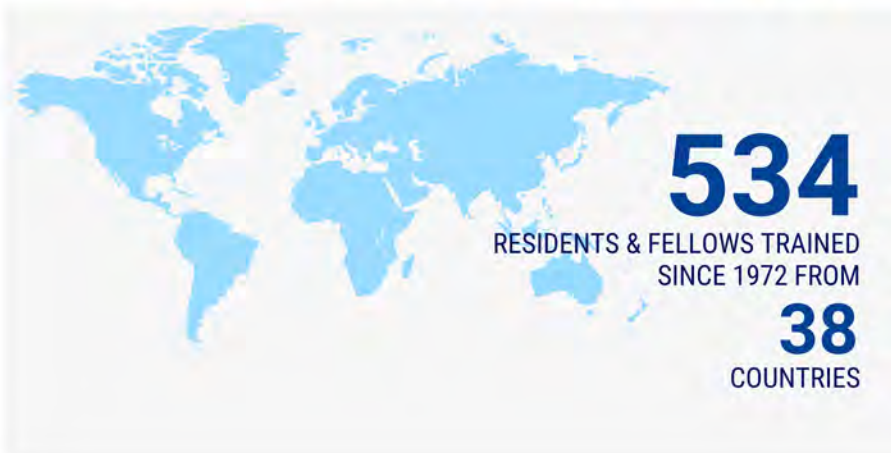 534
RESIDENTS & FELLOWS TRAINED
SINCE 1972 FROM
38
COUNTRIES